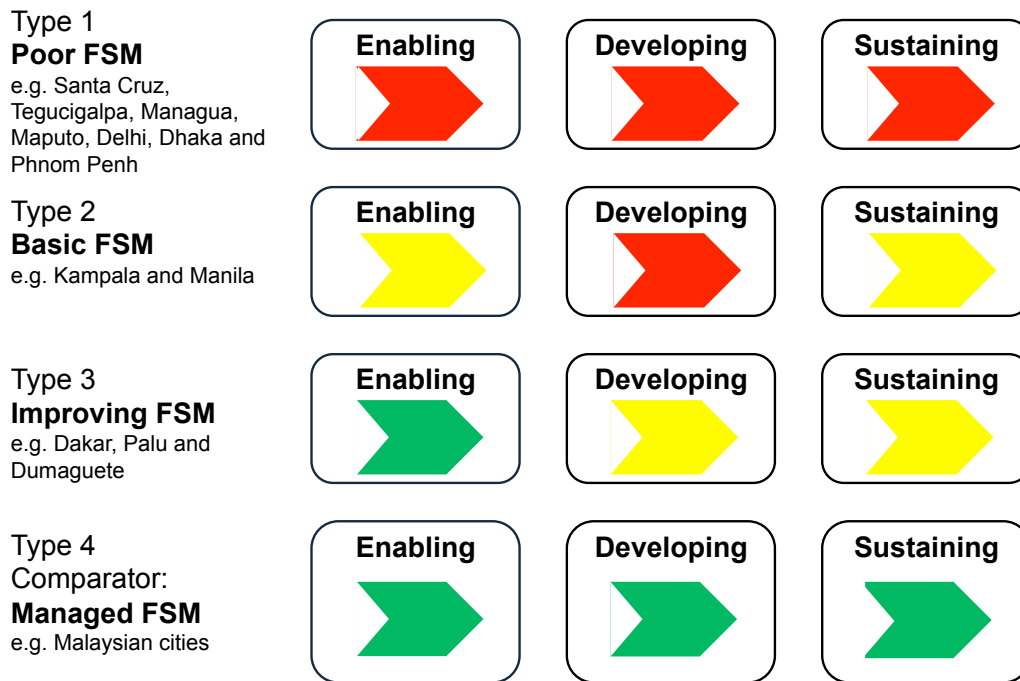 Type 1
Poor FSM
e.g. Santa Cruz,
Tegucigalpa, Managua,
Maputo, Delhi, Dhaka and
Phnom Penh
Enabling
Developing
Sustaining
Type 2
Basic FSM
e.g. Kampala and Manila
Enabling
Developing
Sustaining
Type 3
Improving FSM
e.g. Dakar, Palu and
Dumaguete
Enabling
Developing
Sustaining
Type 4
Comparator:
Managed FSM
e.g. Malaysian cities
Enabling
Developing
Sustaining